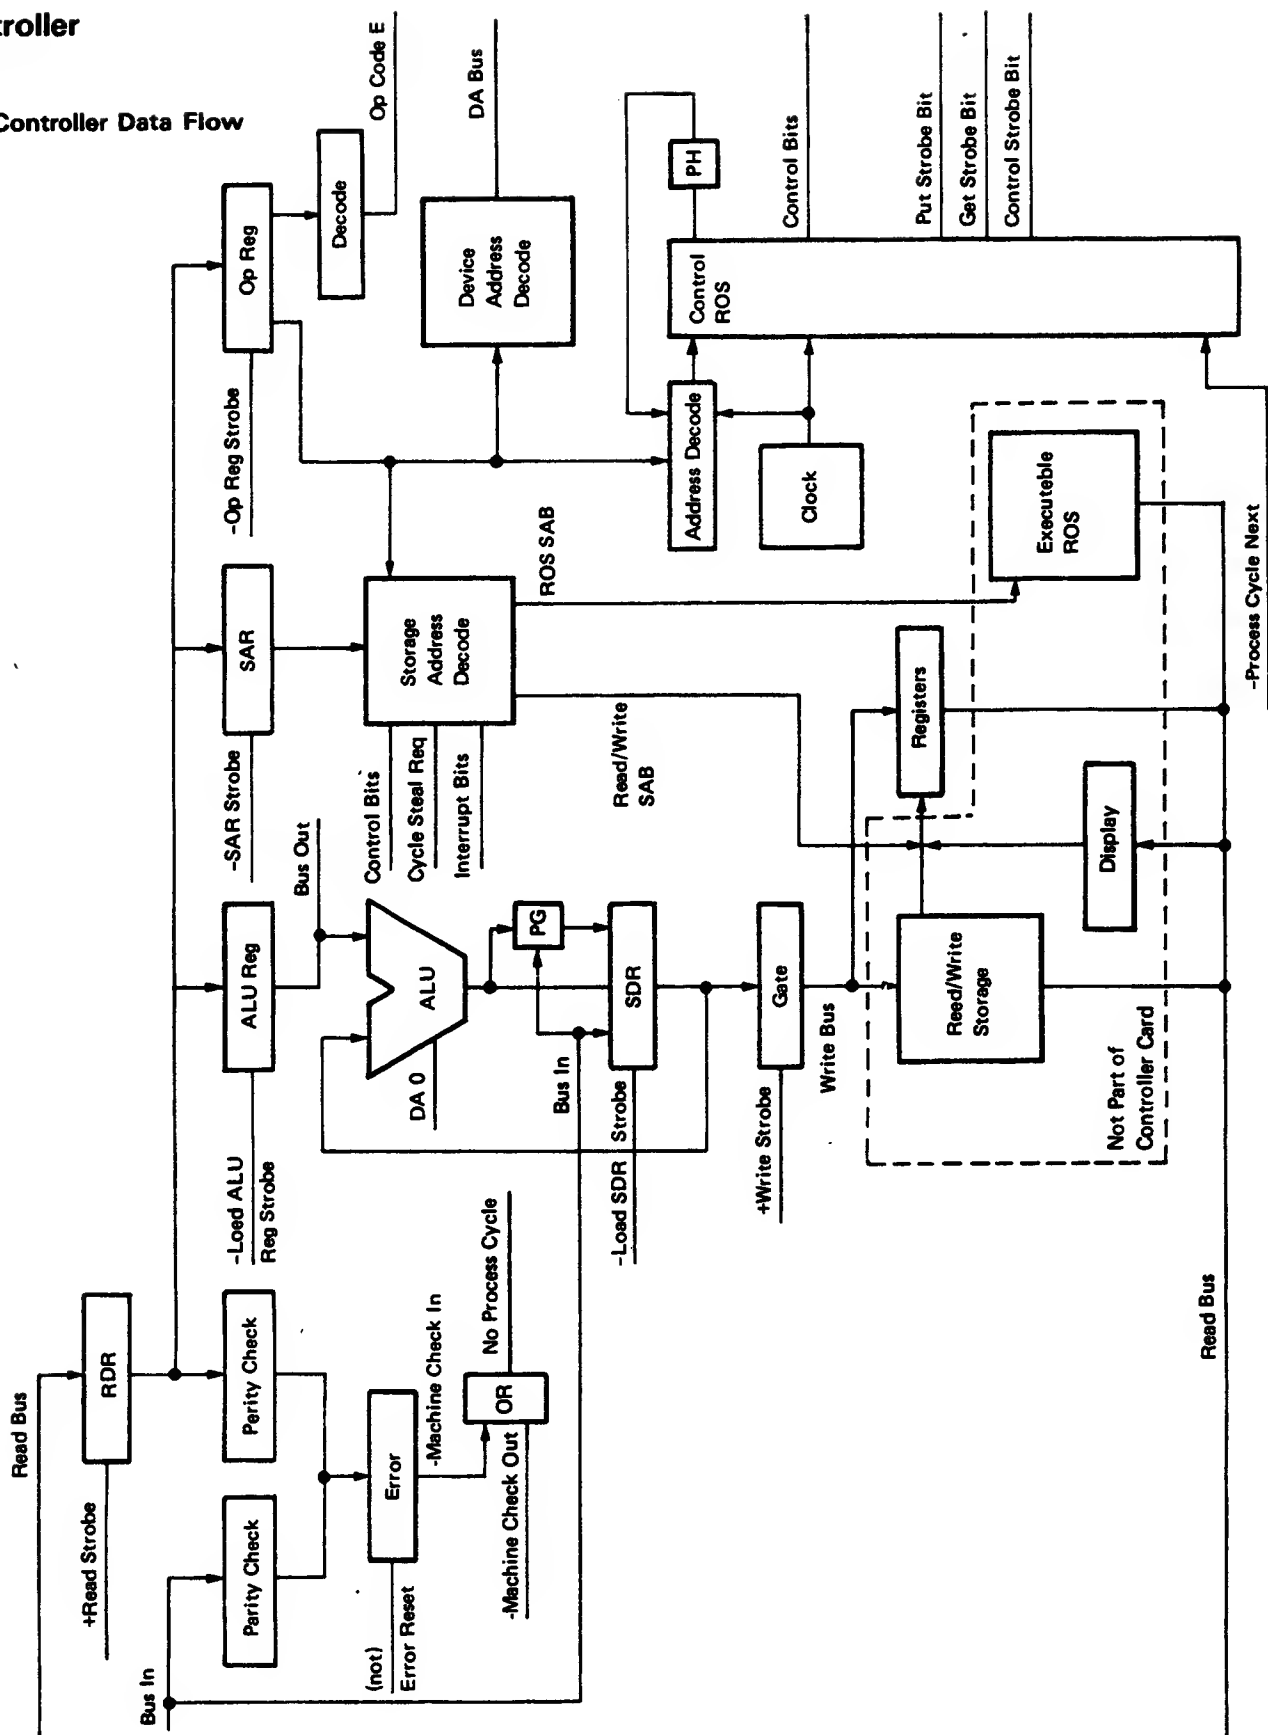 troller
Controller Data Flow
Read Bus
RDR
+Read Strobe
Bus In
Parity Check
Perity Check
(not)
Error Reset
Error
-Machine Check In
-Machine Check Out
OR
No Process Cycle
-Loed ALU
Reg Strobe
ALU Reg
Bus Out
ALU
DA 0
PG
Bus In
SDR
-Load SDR Strobe
Gate
+Write Strobe
Write Bus
-SAR Strobe
SAR
Control Bits
Cycle Steal Req
Interrupt Bits
Storage
Address
Decode
ROS SAB
Read/Write
SAB
-Op Reg Strobe
Op Reg
Decode
Op Code E
Device
Address
Decode
DA Bus
PH
Address Decode
Control
ROS
Clock
Control Bits
Put Strobe Bit
Get Strobe Bit
Control Strobe Bit
Executeble
ROS
Registers
Display
Reed/Write
Storage
Not Part of
Controller Card
Read Bus
-Process Cycle Next